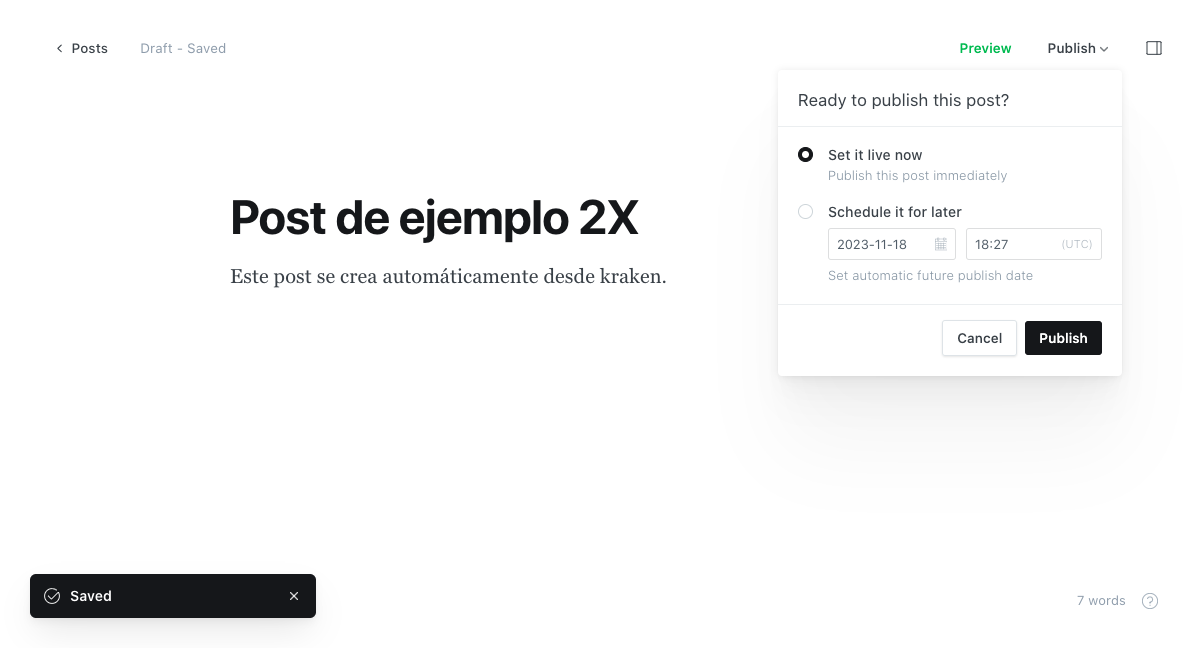 Posts
Draft - Saved
Preview
Publish
Ready to publish this post?
Set it live now
Publish this post immediately
Schedule it for later
2023-11-18
18:27
(UTC)
Set automatic future publish date
Cancel
Publish
Post de ejemplo 2X
Este post se crea automáticamente desde kraken.
Saved
7 words
?